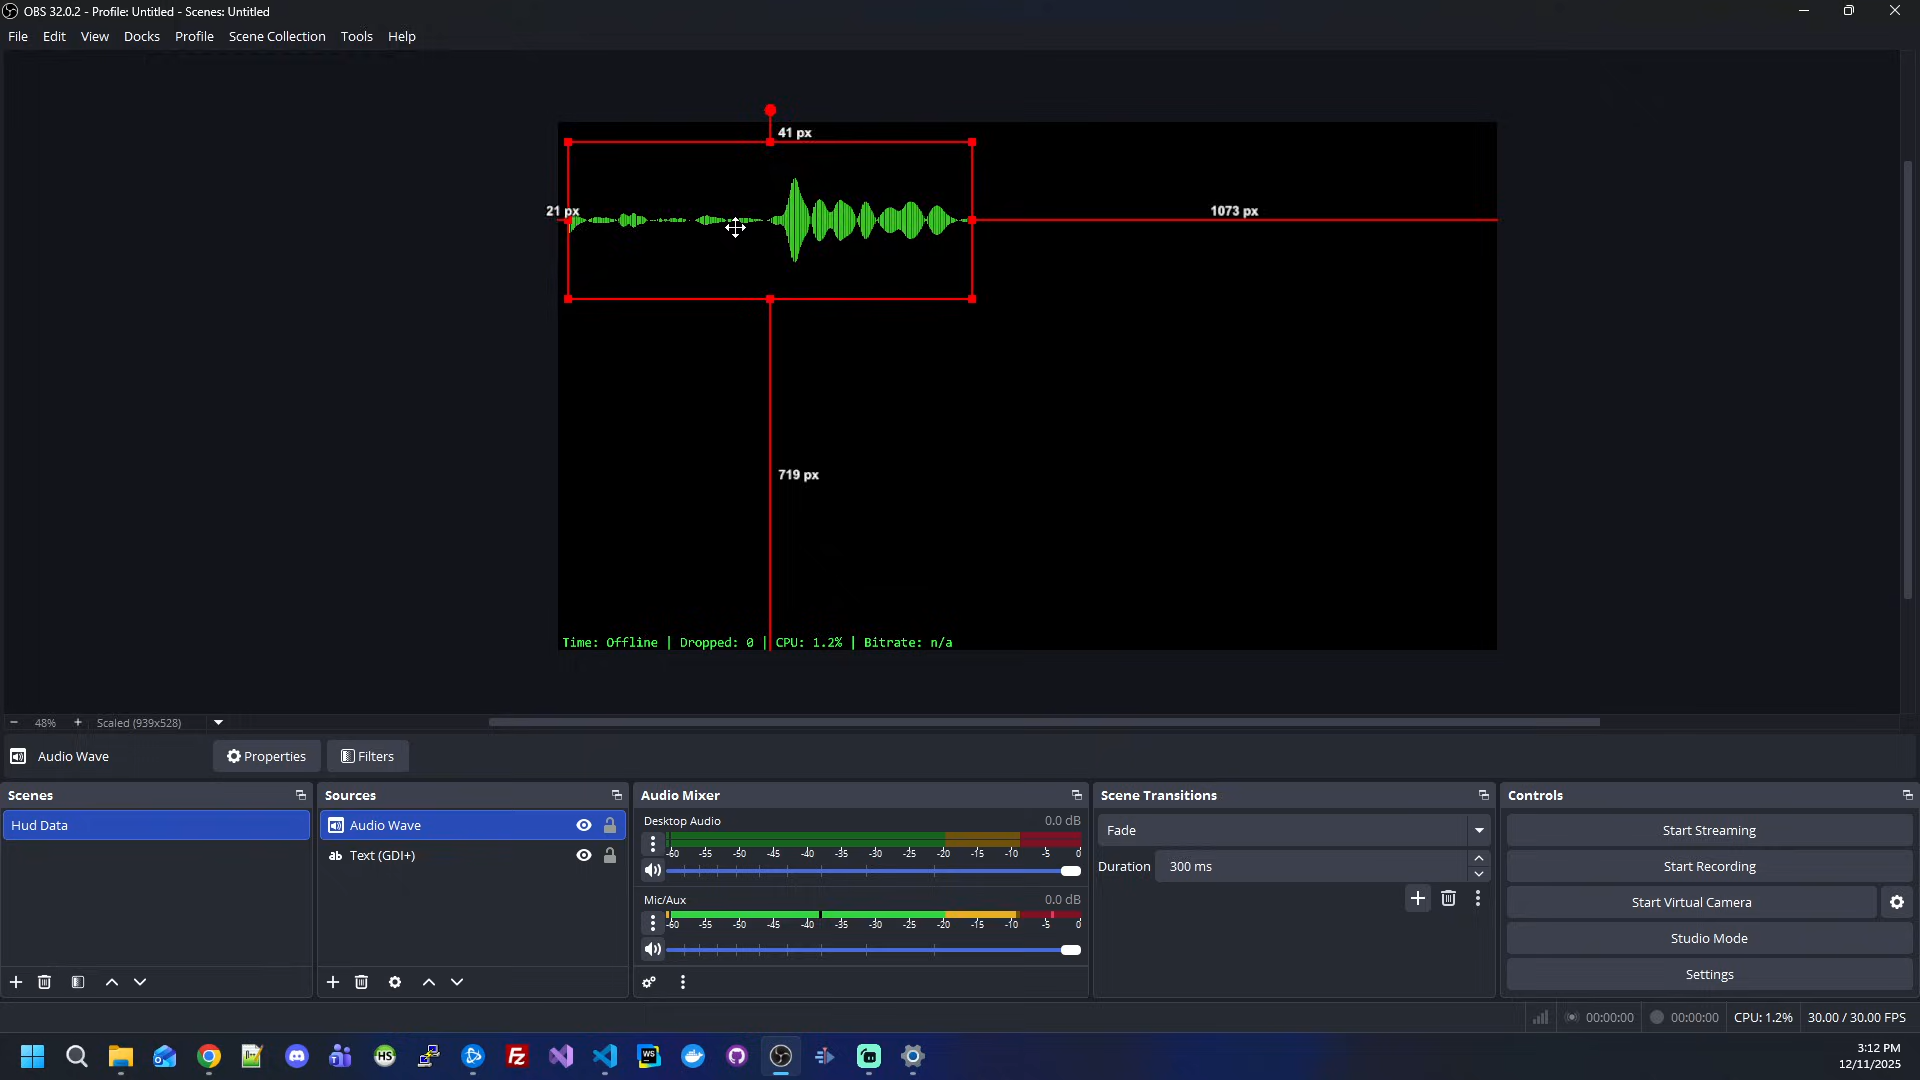 OBS 32.0.2 - Profile: Untitled - Scenes: Untitled
File Edit View Docks Profile Scene Collection Tools Help
41 px
21 px
1073 px
719 px
Time: Offline | Dropped: 0 | CPU: 1.2% | Bitrate: n/a
48% Scaled (939x528)
Audio Wave Properties Filters
Scenes
Hud Data
Sources
Audio Wave
ab Text (GDI+)
Audio Mixer
Desktop Audio 0.0 dB
-60 -55 -50 -45 -40 -35 -30 -25 -20 -15 -10 -5 0
Mic/Aux 0.0 dB
-60 -55 -50 -45 -40 -35 -30 -25 -20 -15 -10 -5 0
Scene Transitions
Fade
Duration 300 ms
Controls
Start Streaming
Start Recording
Start Virtual Camera
Studio Mode
Settings
00:00:00 00:00:00 CPU: 1.2% 30.00 / 30.00 FPS
HS
WS
3:12 PM
12/11/2025